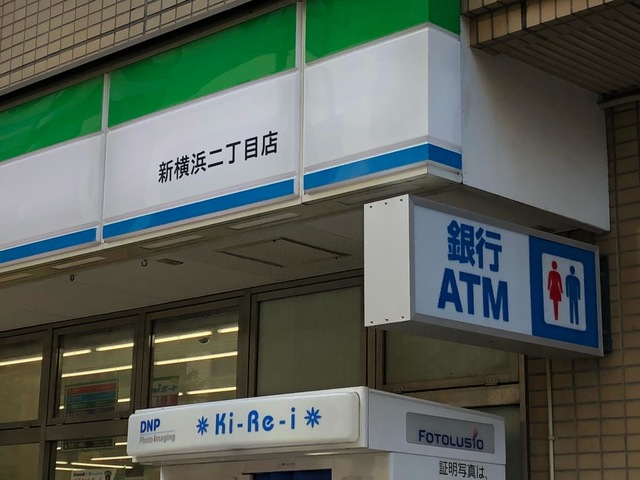 新横浜二丁目店
銀行
ATM
DNP
Photo Imaging
Ki-Re-i
FOTOLUSIO
証明写真は、